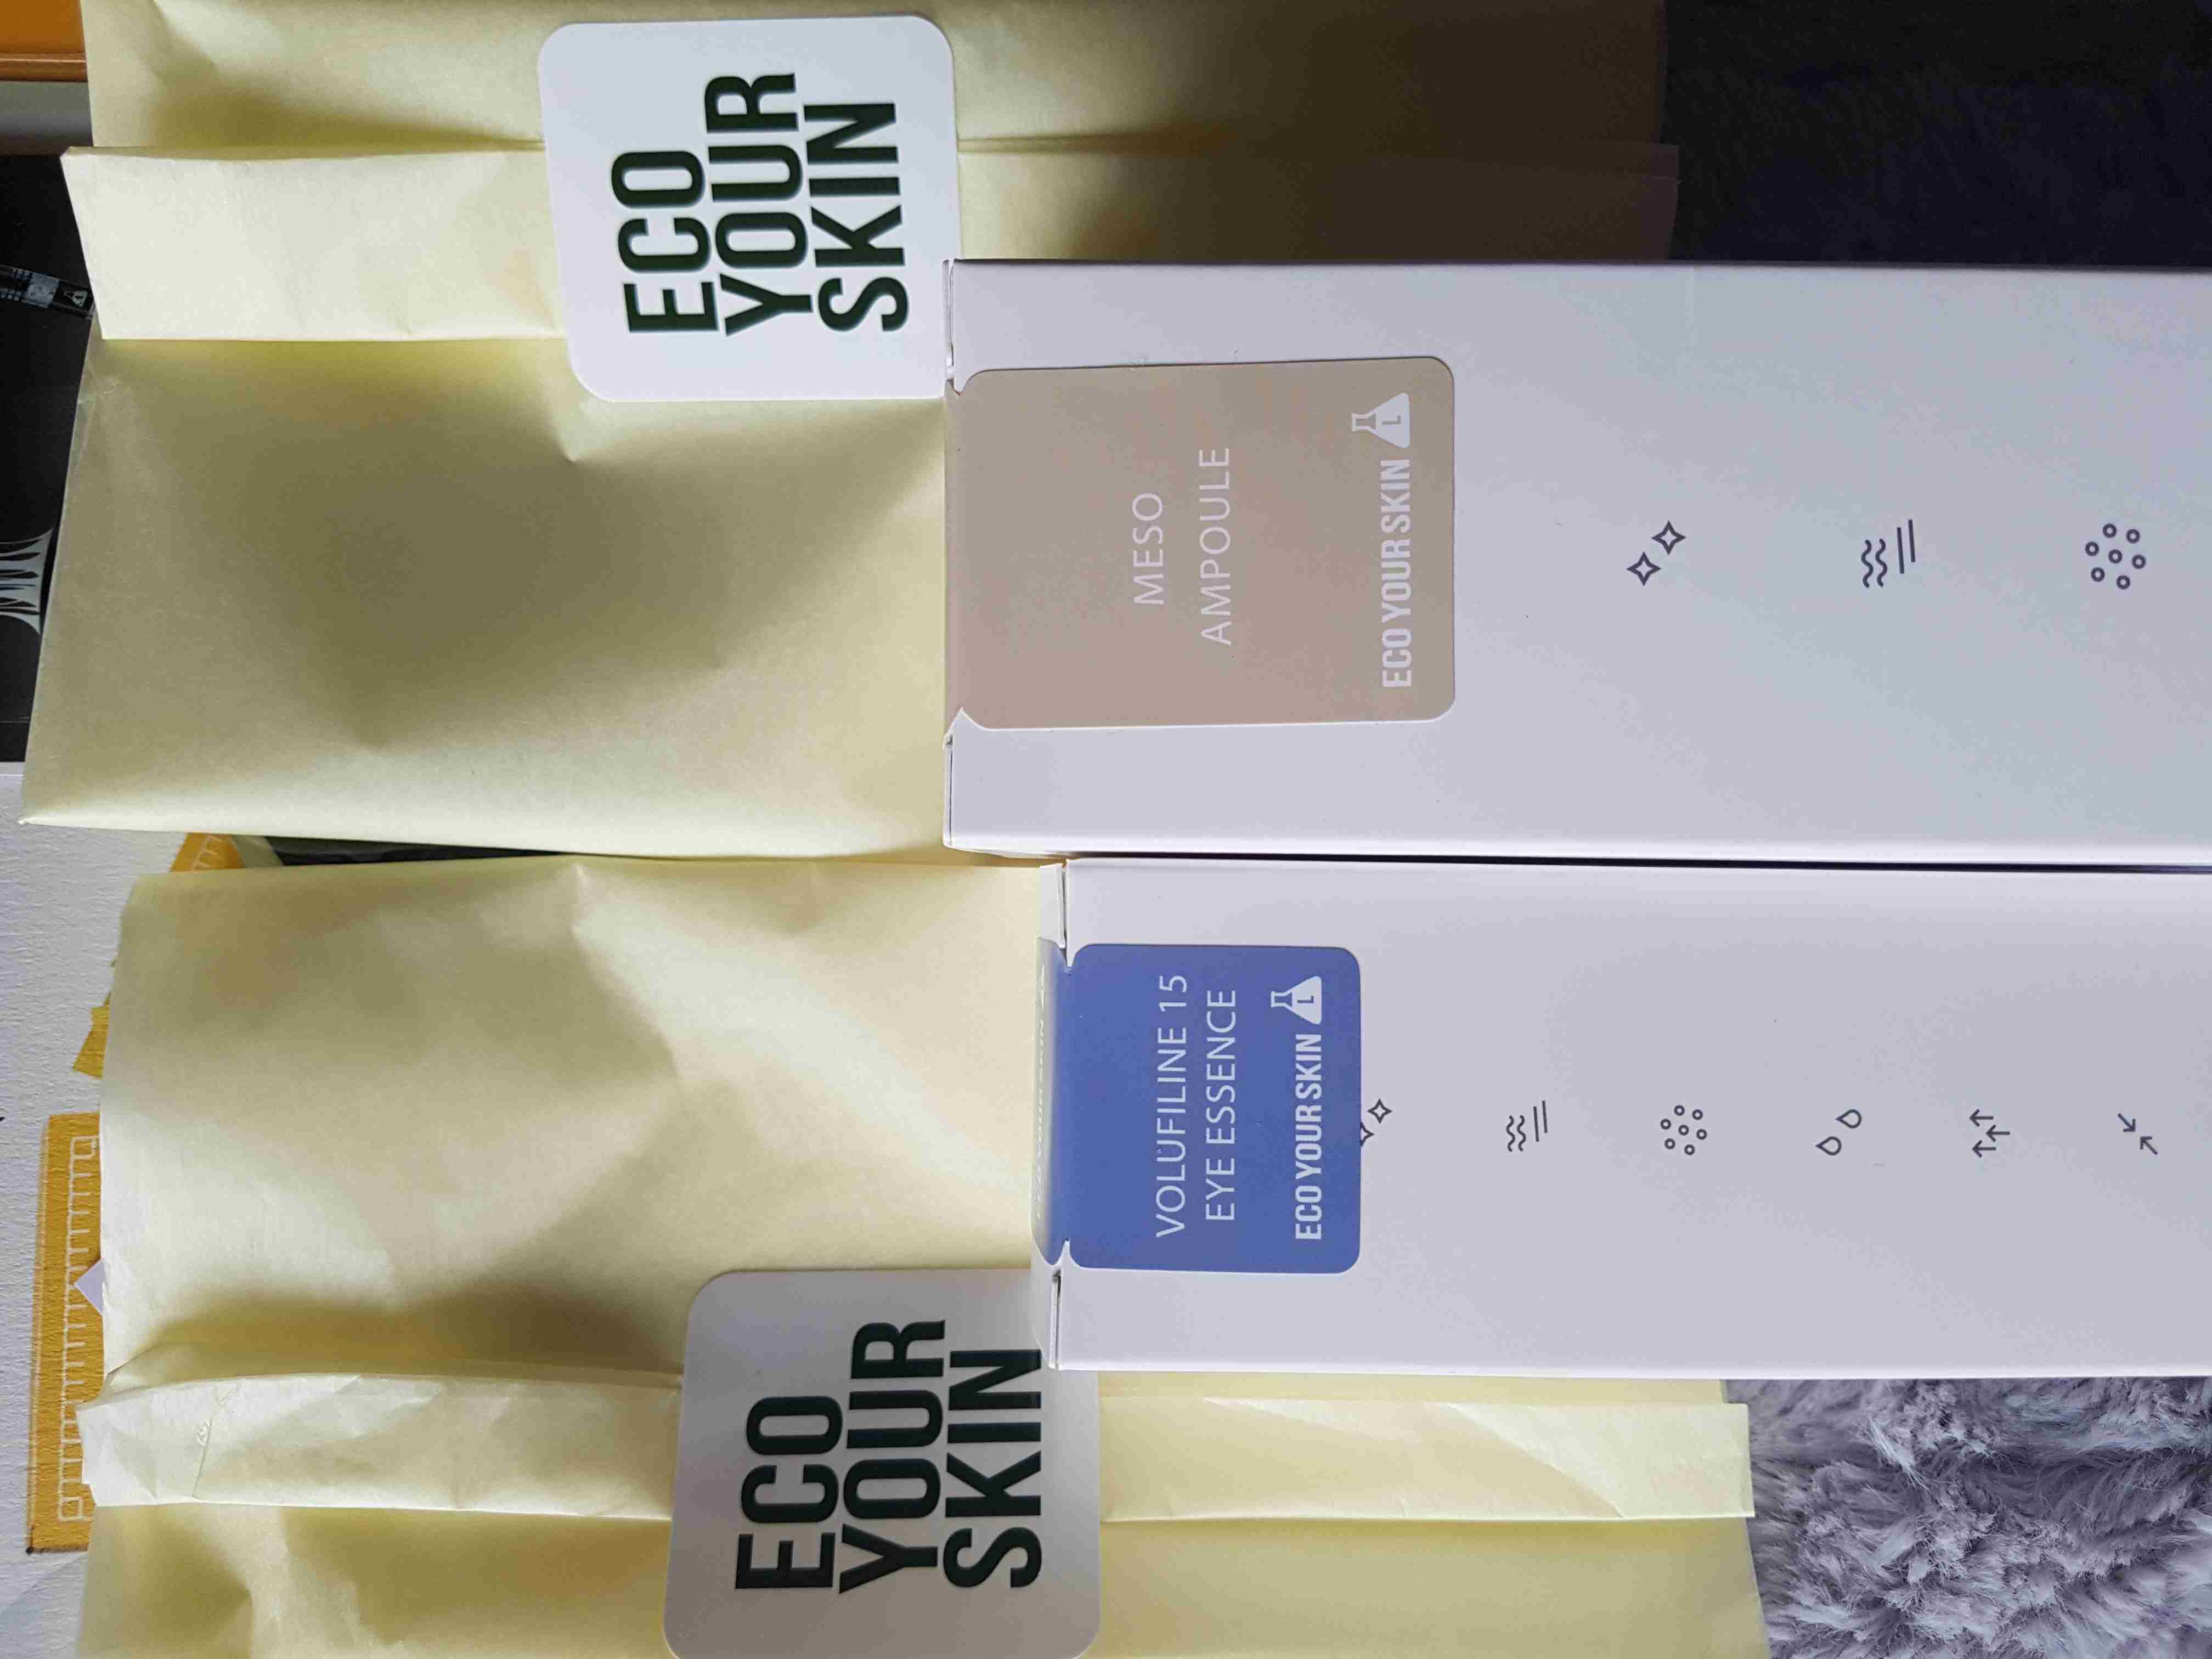 ECO
YOUR
SKIN
MESO
AMPOULE
ECO YOUR SKIN L
VOLUFILINE 15
EYE ESSENCE
ECO YOUR SKIN L
ECO
YOUR
SKIN